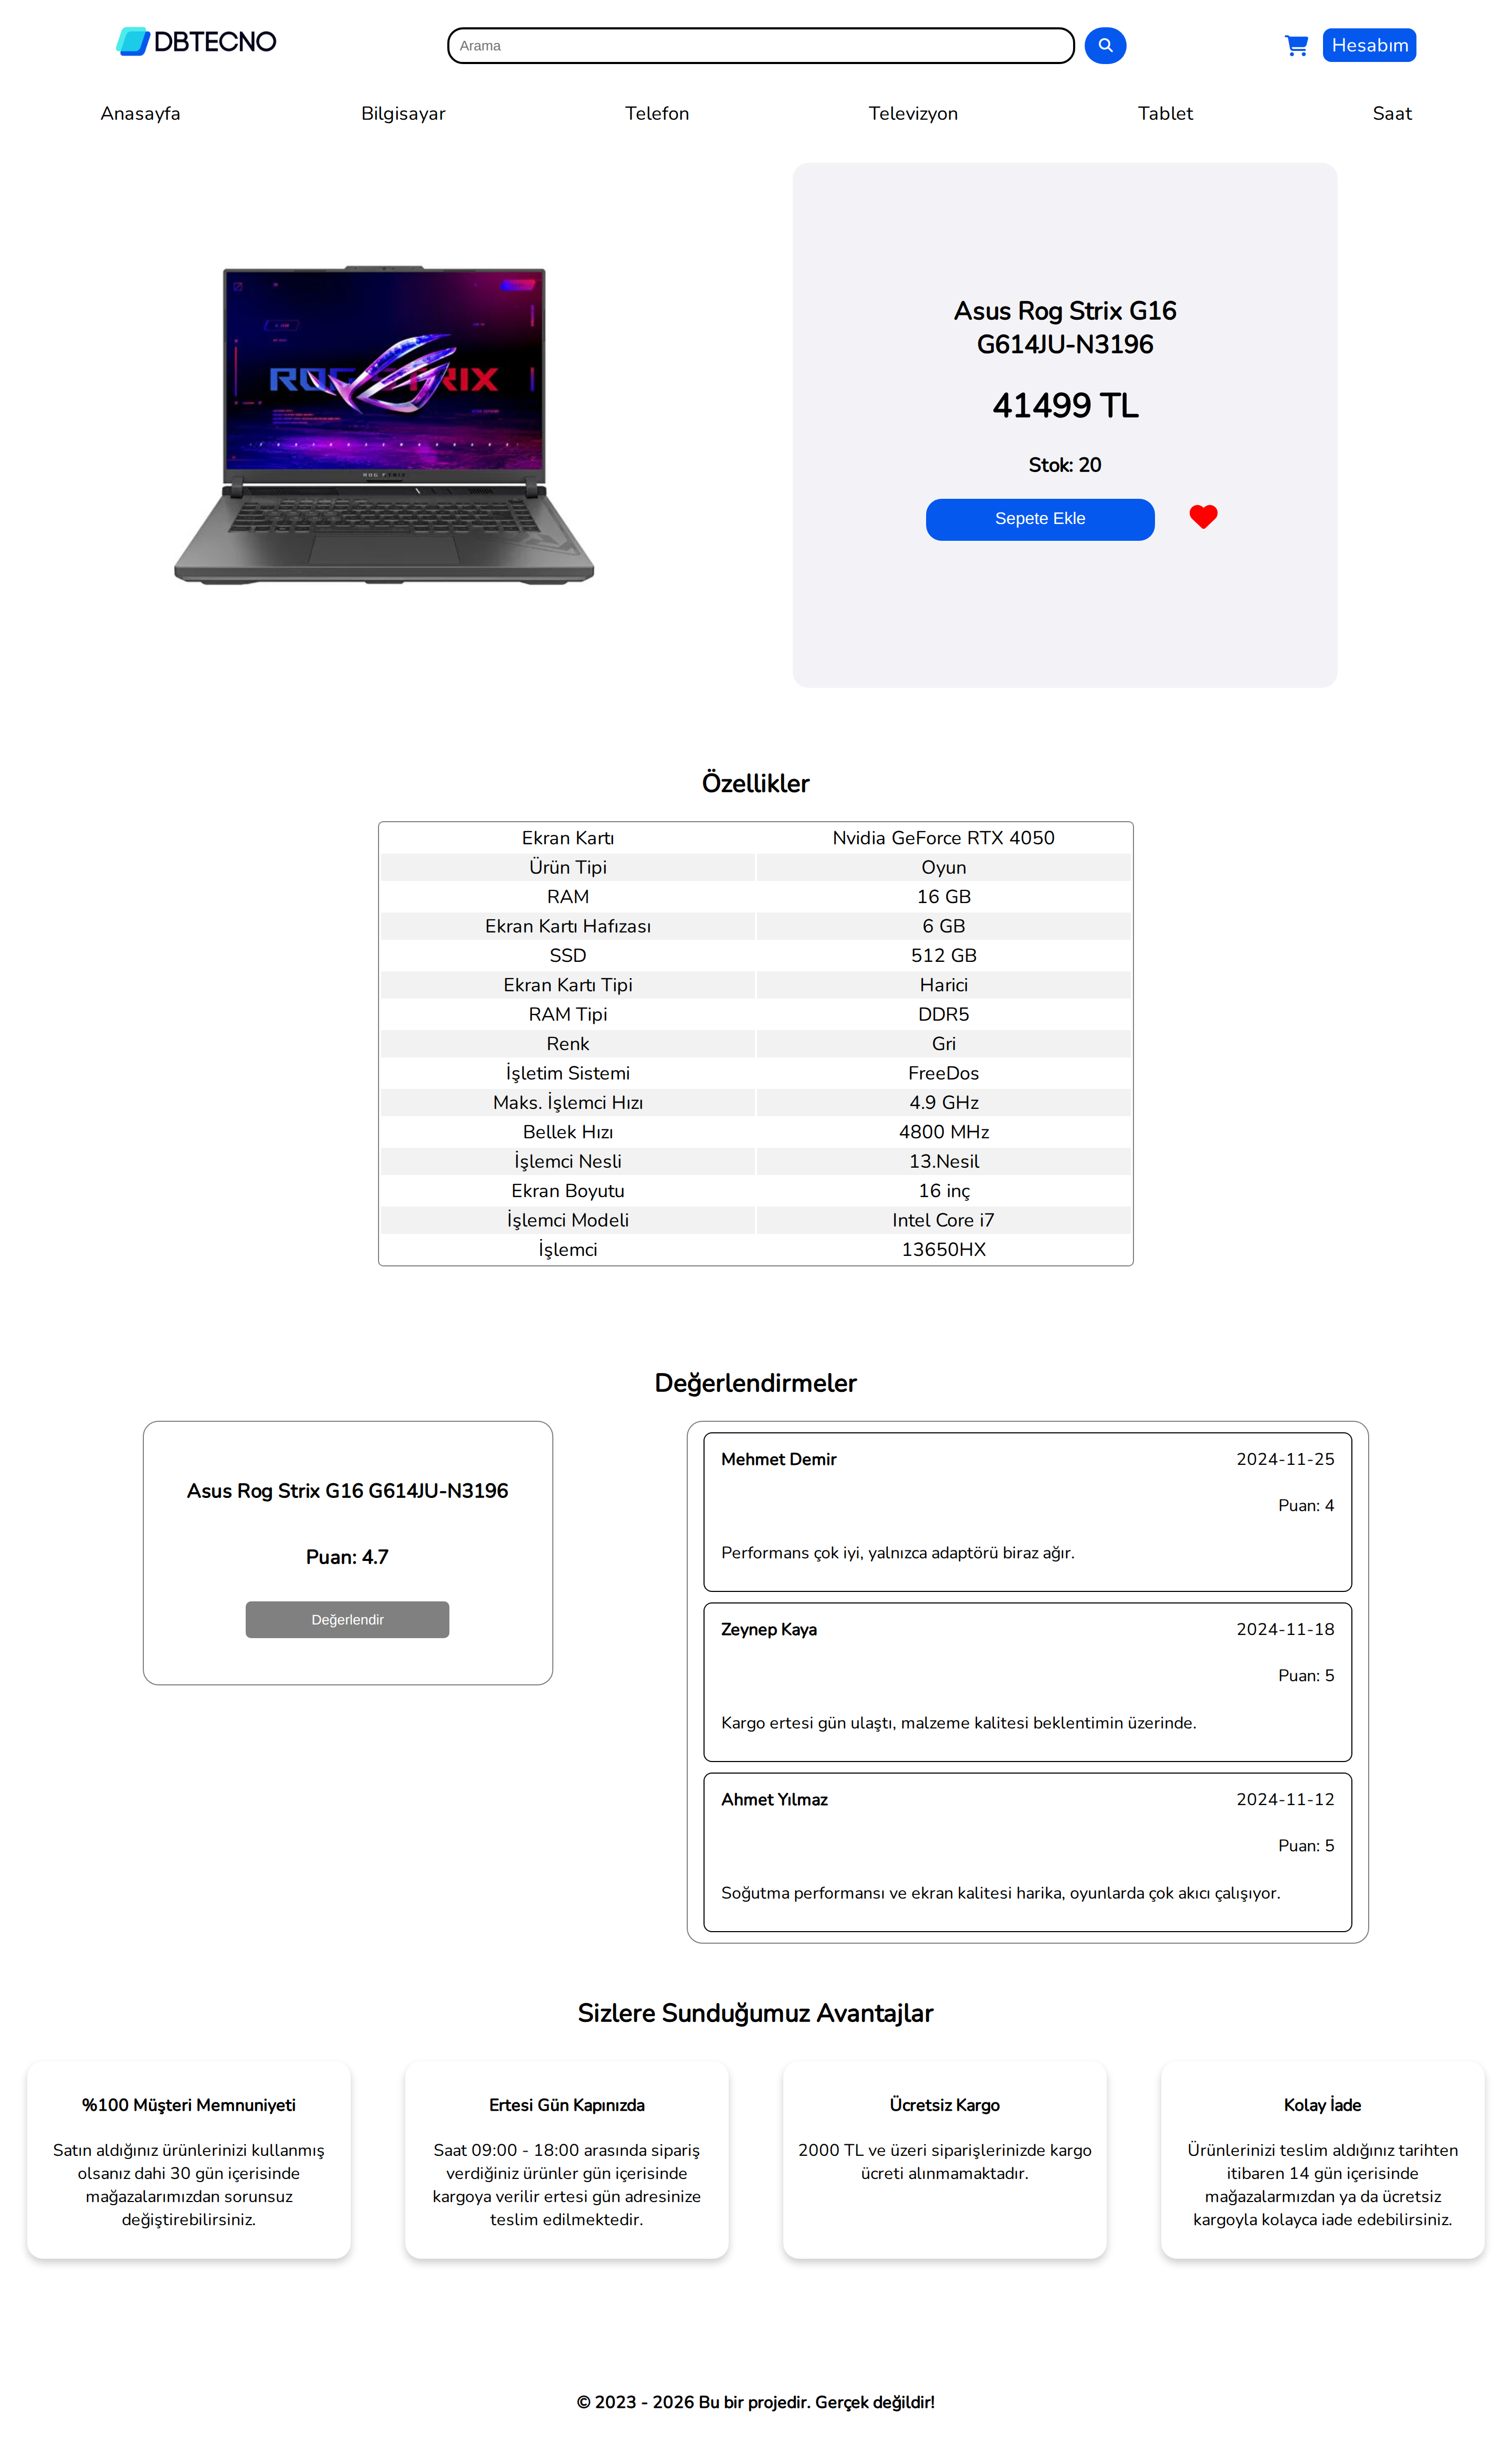 DBTECNO
Arama
Hesabım
Anasayfa Bilgisayar Telefon Televizyon Tablet Saat
Asus Rog Strix G16
G614JU-N3196
41499 TL
Stok: 20
Sepete Ekle
Özellikler
Ekran Kartı Nvidia GeForce RTX 4050
Ürün Tipi Oyun
RAM 16 GB
Ekran Kartı Hafızası 6 GB
SSD 512 GB
Ekran Kartı Tipi Harici
RAM Tipi DDR5
Renk Gri
İşletim Sistemi FreeDos
Maks. İşlemci Hızı 4.9 GHz
Bellek Hızı 4800 MHz
İşlemci Nesli 13.Nesil
Ekran Boyutu 16 inç
İşlemci Modeli Intel Core i7
İşlemci 13650HX
Değerlendirmeler
Asus Rog Strix G16 G614JU-N3196
Puan: 4.7
Değerlendir
Mehmet Demir 2024-11-25
Puan: 4
Performans çok iyi, yalnızca adaptörü biraz ağır.
Zeynep Kaya 2024-11-18
Puan: 5
Kargo ertesi gün ulaştı, malzeme kalitesi beklentimin üzerinde.
Ahmet Yılmaz 2024-11-12
Puan: 5
Soğutma performansı ve ekran kalitesi harika, oyunlarda çok akıcı çalışıyor.
Sizlere Sunduğumuz Avantajlar
%100 Müşteri Memnuniyeti
Satın aldığınız ürünlerinizi kullanmış
olsanız dahi 30 gün içerisinde
mağazalarımızdan sorunsuz
değiştirebilirsiniz.
Ertesi Gün Kapınızda
Saat 09:00 - 18:00 arasında sipariş
verdiğiniz ürünler gün içerisinde
kargoya verilir ertesi gün adresinize
teslim edilmektedir.
Ücretsiz Kargo
2000 TL ve üzeri siparişlerinizde kargo
ücreti alınmamaktadır.
Kolay İade
Ürünlerinizi teslim aldığınız tarihten
itibaren 14 gün içerisinde
mağazalarmızdan ya da ücretsiz
kargoyla kolayca iade edebilirsiniz.
© 2023 - 2026 Bu bir projedir. Gerçek değildir!